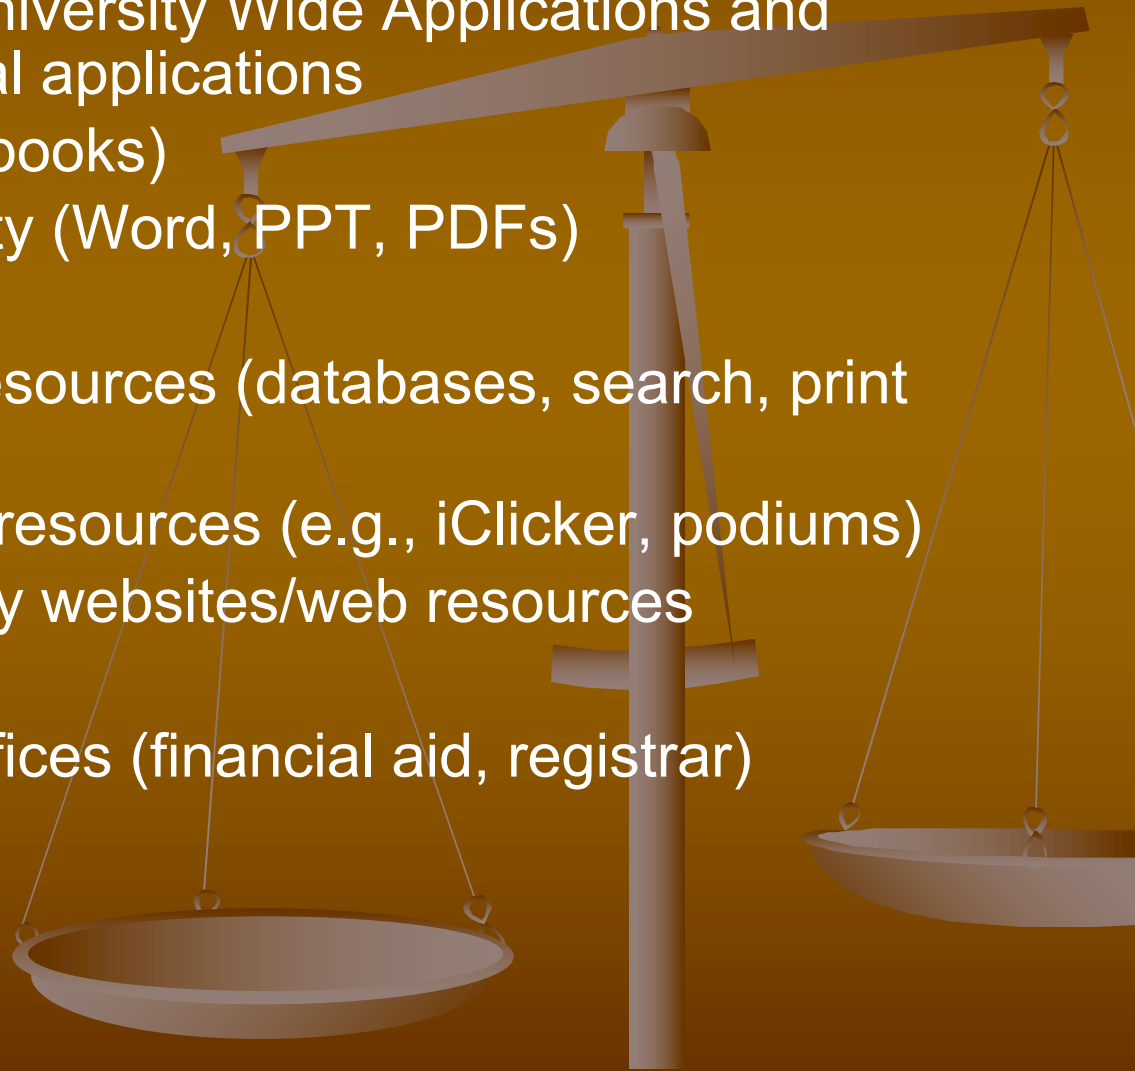 niversity Wide Applications and
al applications
ooks)
ty (Word, PPT, PDFs)
esources (databases, search, print
resources (e.g., iClicker, podiums)
y websites/web resources
fices (financial aid, registrar)